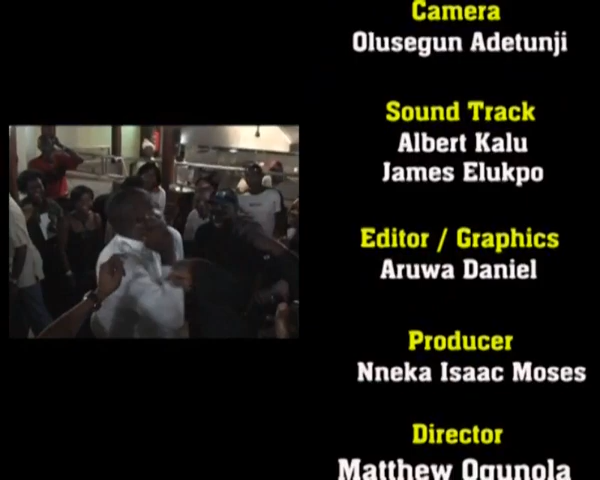 Camera
Olusegun Adetunji
Sound Track
Albert Kalu
James Elukpo
Editor / Graphics
Aruwa Daniel
Producer
Nneka Isaac Moses
Director
Matthew Ogunola